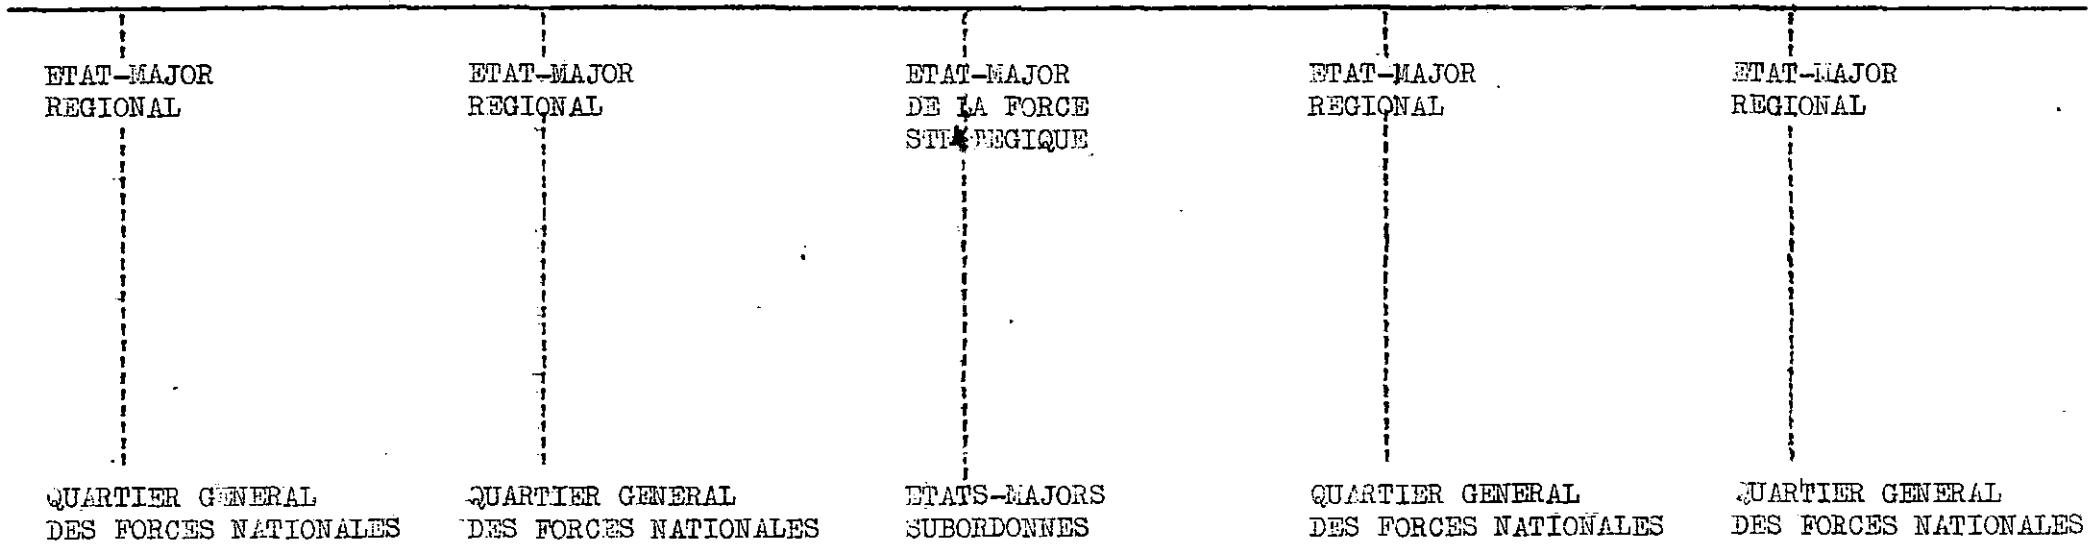 ETAT-MAJOR
REGIONAL
ETAT-MAJOR
REGIONAL
ETAT-MAJOR
DE LA FORCE
STRATEGIQUE
ETAT-MAJOR
REGIONAL
ETAT-MAJOR
REGIONAL
QUARTIER GENERAL
DES FORCES NATIONALES
QUARTIER GENERAL
DES FORCES NATIONALES
ETATS-MAJORS
SUBORDONNES
QUARTIER GENERAL
DES FORCES NATIONALES
QUARTIER GENERAL
DES FORCES NATIONALES